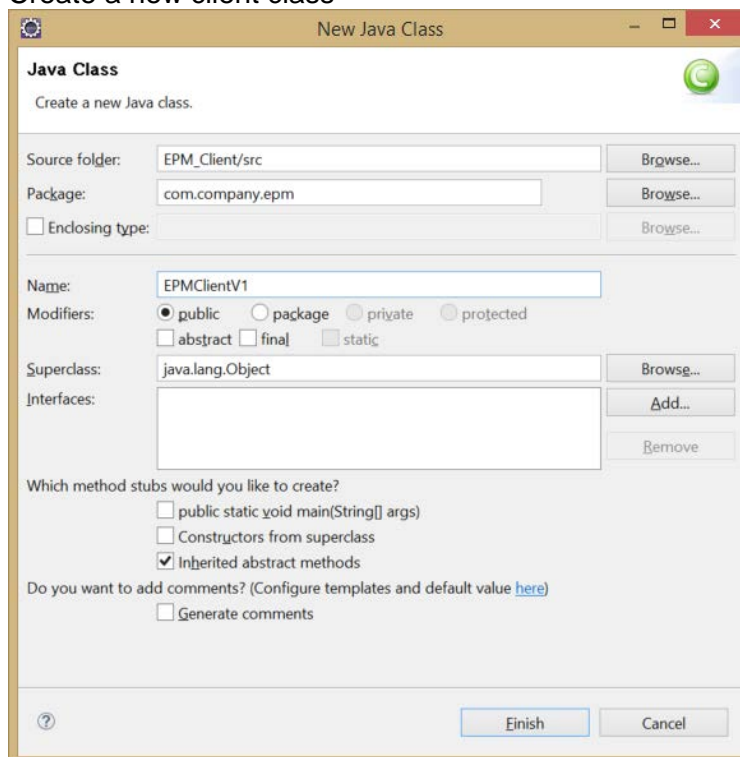 Create a new client class
New Java Class
Java Class
Create a new Java class.
Source folder: EPM_Client/src Browse...
Package: com.company.epm Browse...
Enclosing type: Browse...
Name: EPMClientV1
Modifiers: public package private protected
abstract final static
Superclass: java.lang.Object Browse...
Interfaces: Add...
Remove
Which method stubs would you like to create?
public static void main(String[] args)
Constructors from superclass
Inherited abstract methods
Do you want to add comments? (Configure templates and default value here)
Generate comments
Finish Cancel